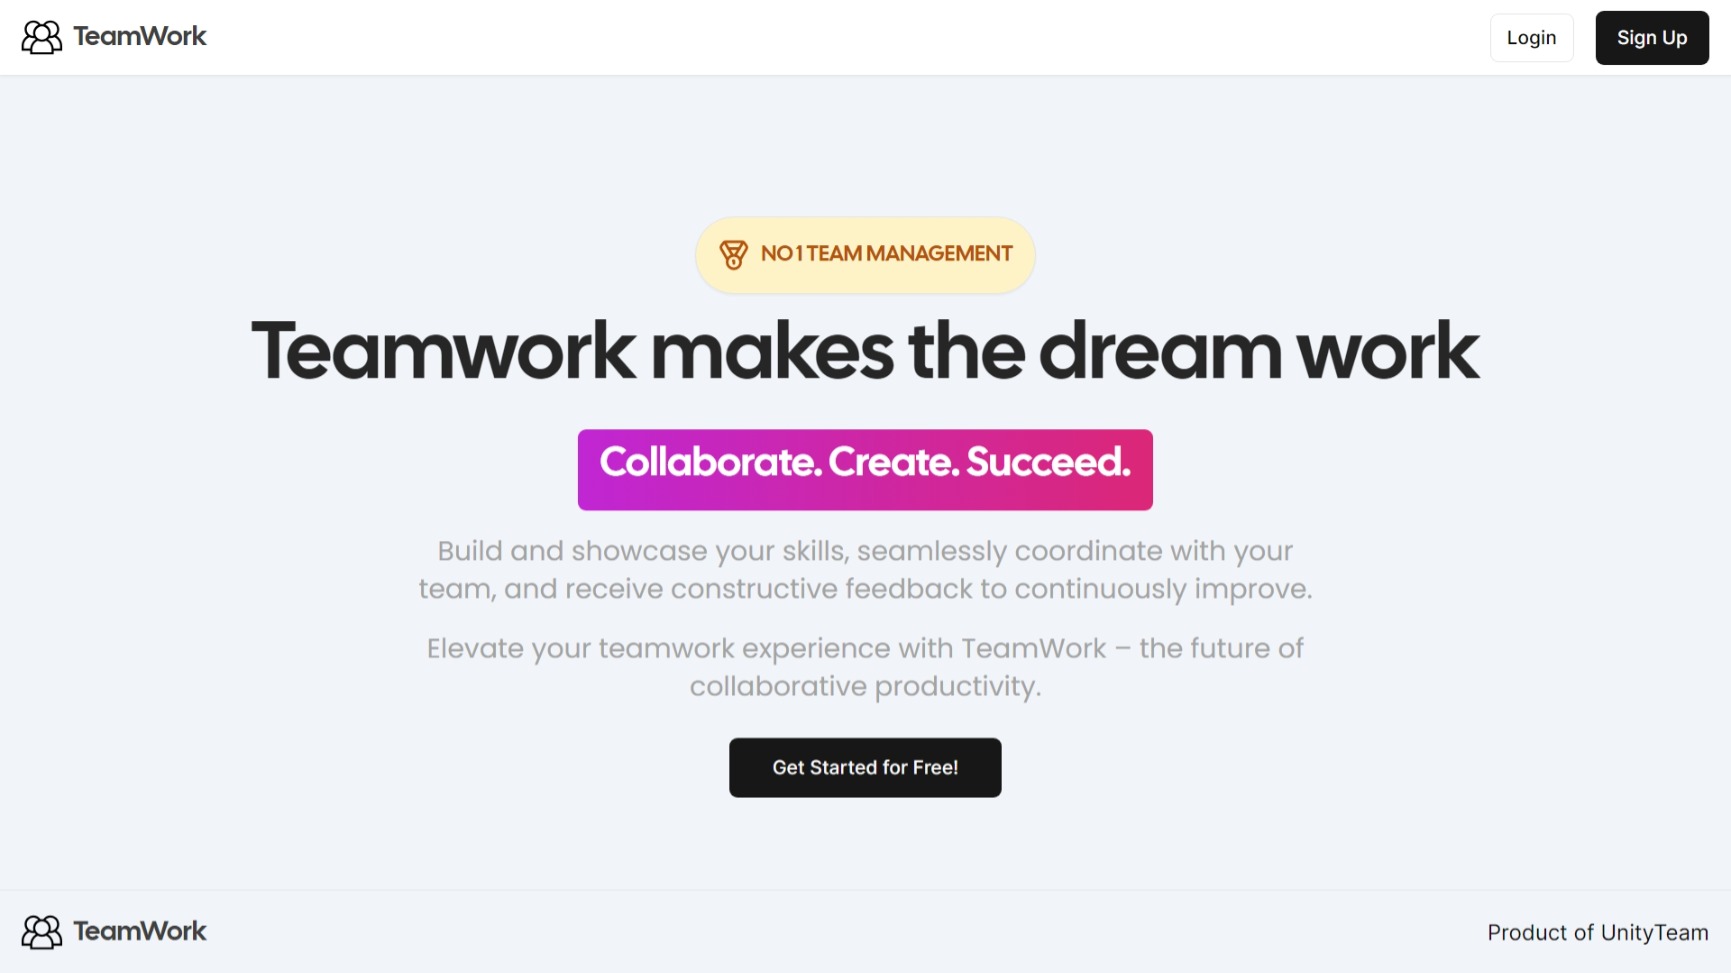 TeamWork
Login
Sign Up
NO 1 TEAM MANAGEMENT
Teamwork makes the dream work
Collaborate. Create. Succeed.
Build and showcase your skills, seamlessly coordinate with your
team, and receive constructive feedback to continuously improve.
Elevate your teamwork experience with TeamWork – the future of
collaborative productivity.
Get Started for Free!
TeamWork
Product of UnityTeam